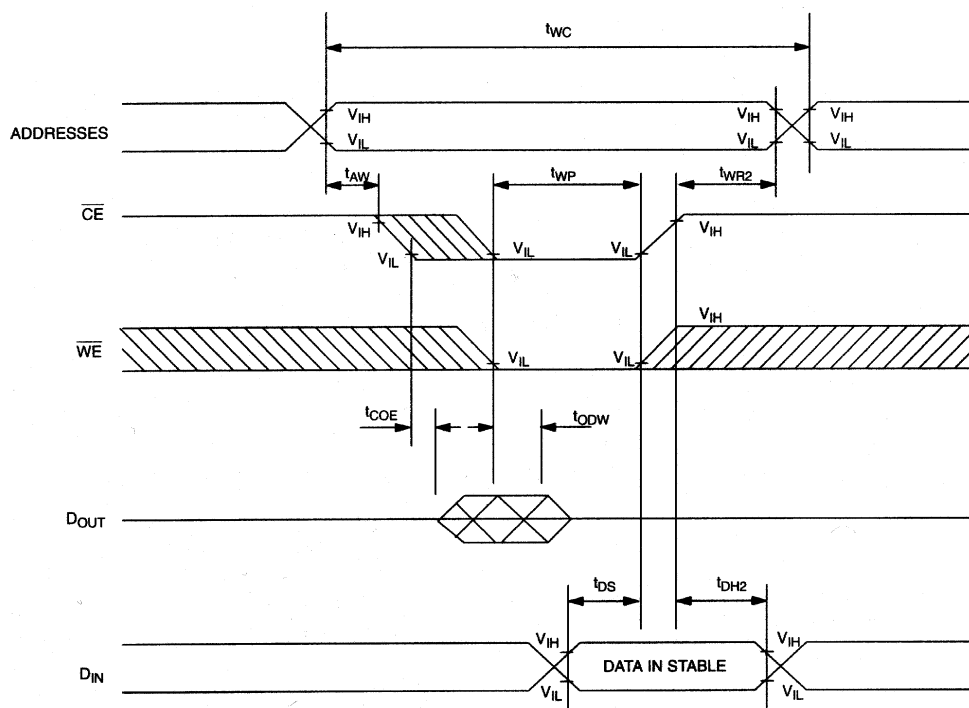 tWC
ADDRESSES
VIH
VIL
VIH
VIL
VIH
VIL
tAW
tWP
tWR2
CE
VIH
VIL
VIL
VIL
VIH
WE
VIL
VIL
VIH
tCOE
tODW
DOUT
tDS
tDH2
DIN
VIH
VIL
DATA IN STABLE
VIH
VIL